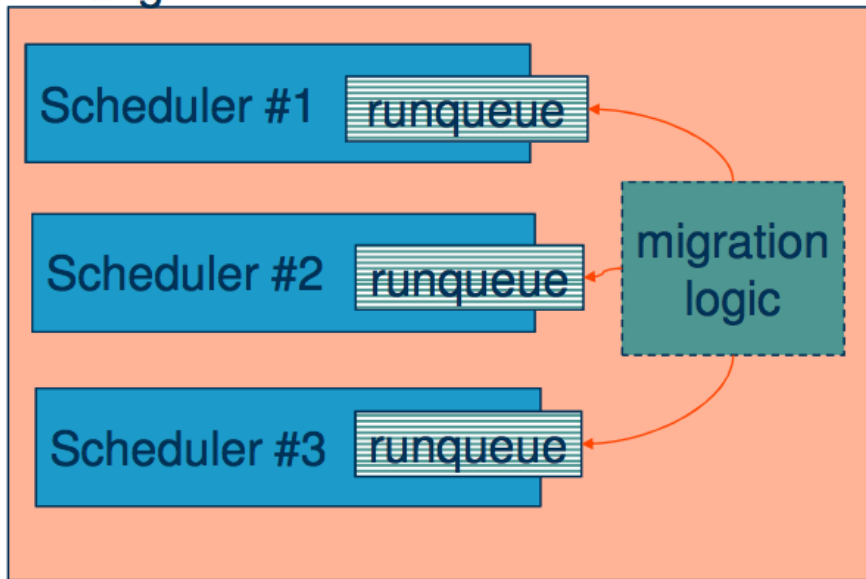 Scheduler #1
runqueue
Scheduler #2
runqueue
migration
logic
Scheduler #3
runqueue